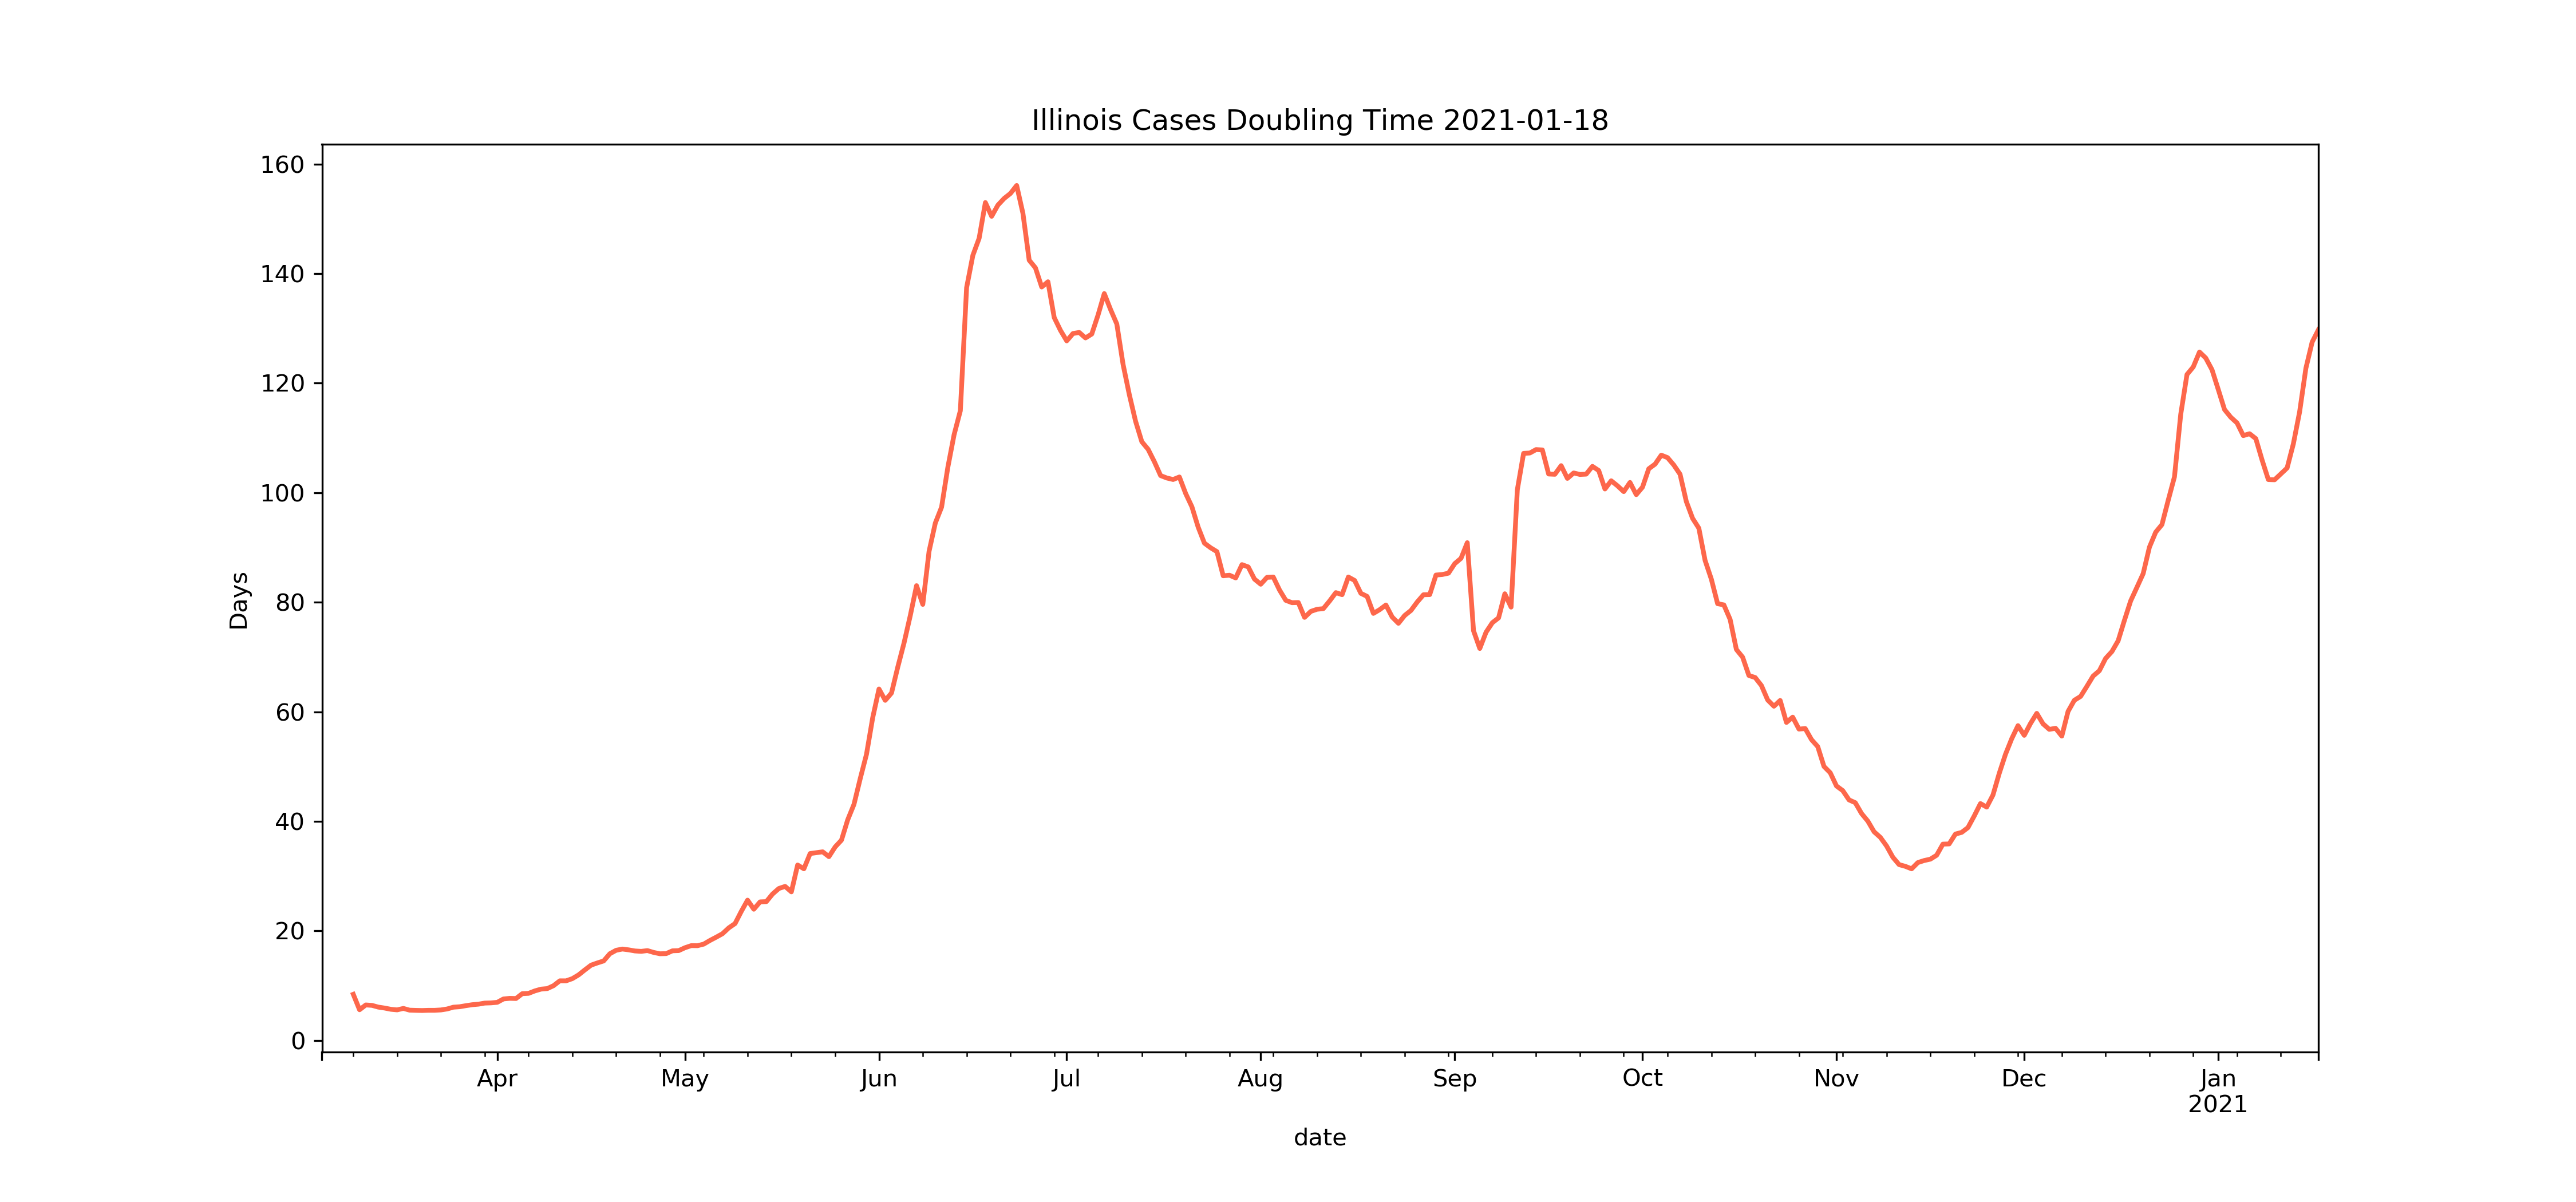 Illinois Cases Doubling Time 2021-01-18
160
140
120
100
80
60
40
20
0
Days
Apr May Jun Jul Aug Sep Oct Nov Dec Jan
2021
date